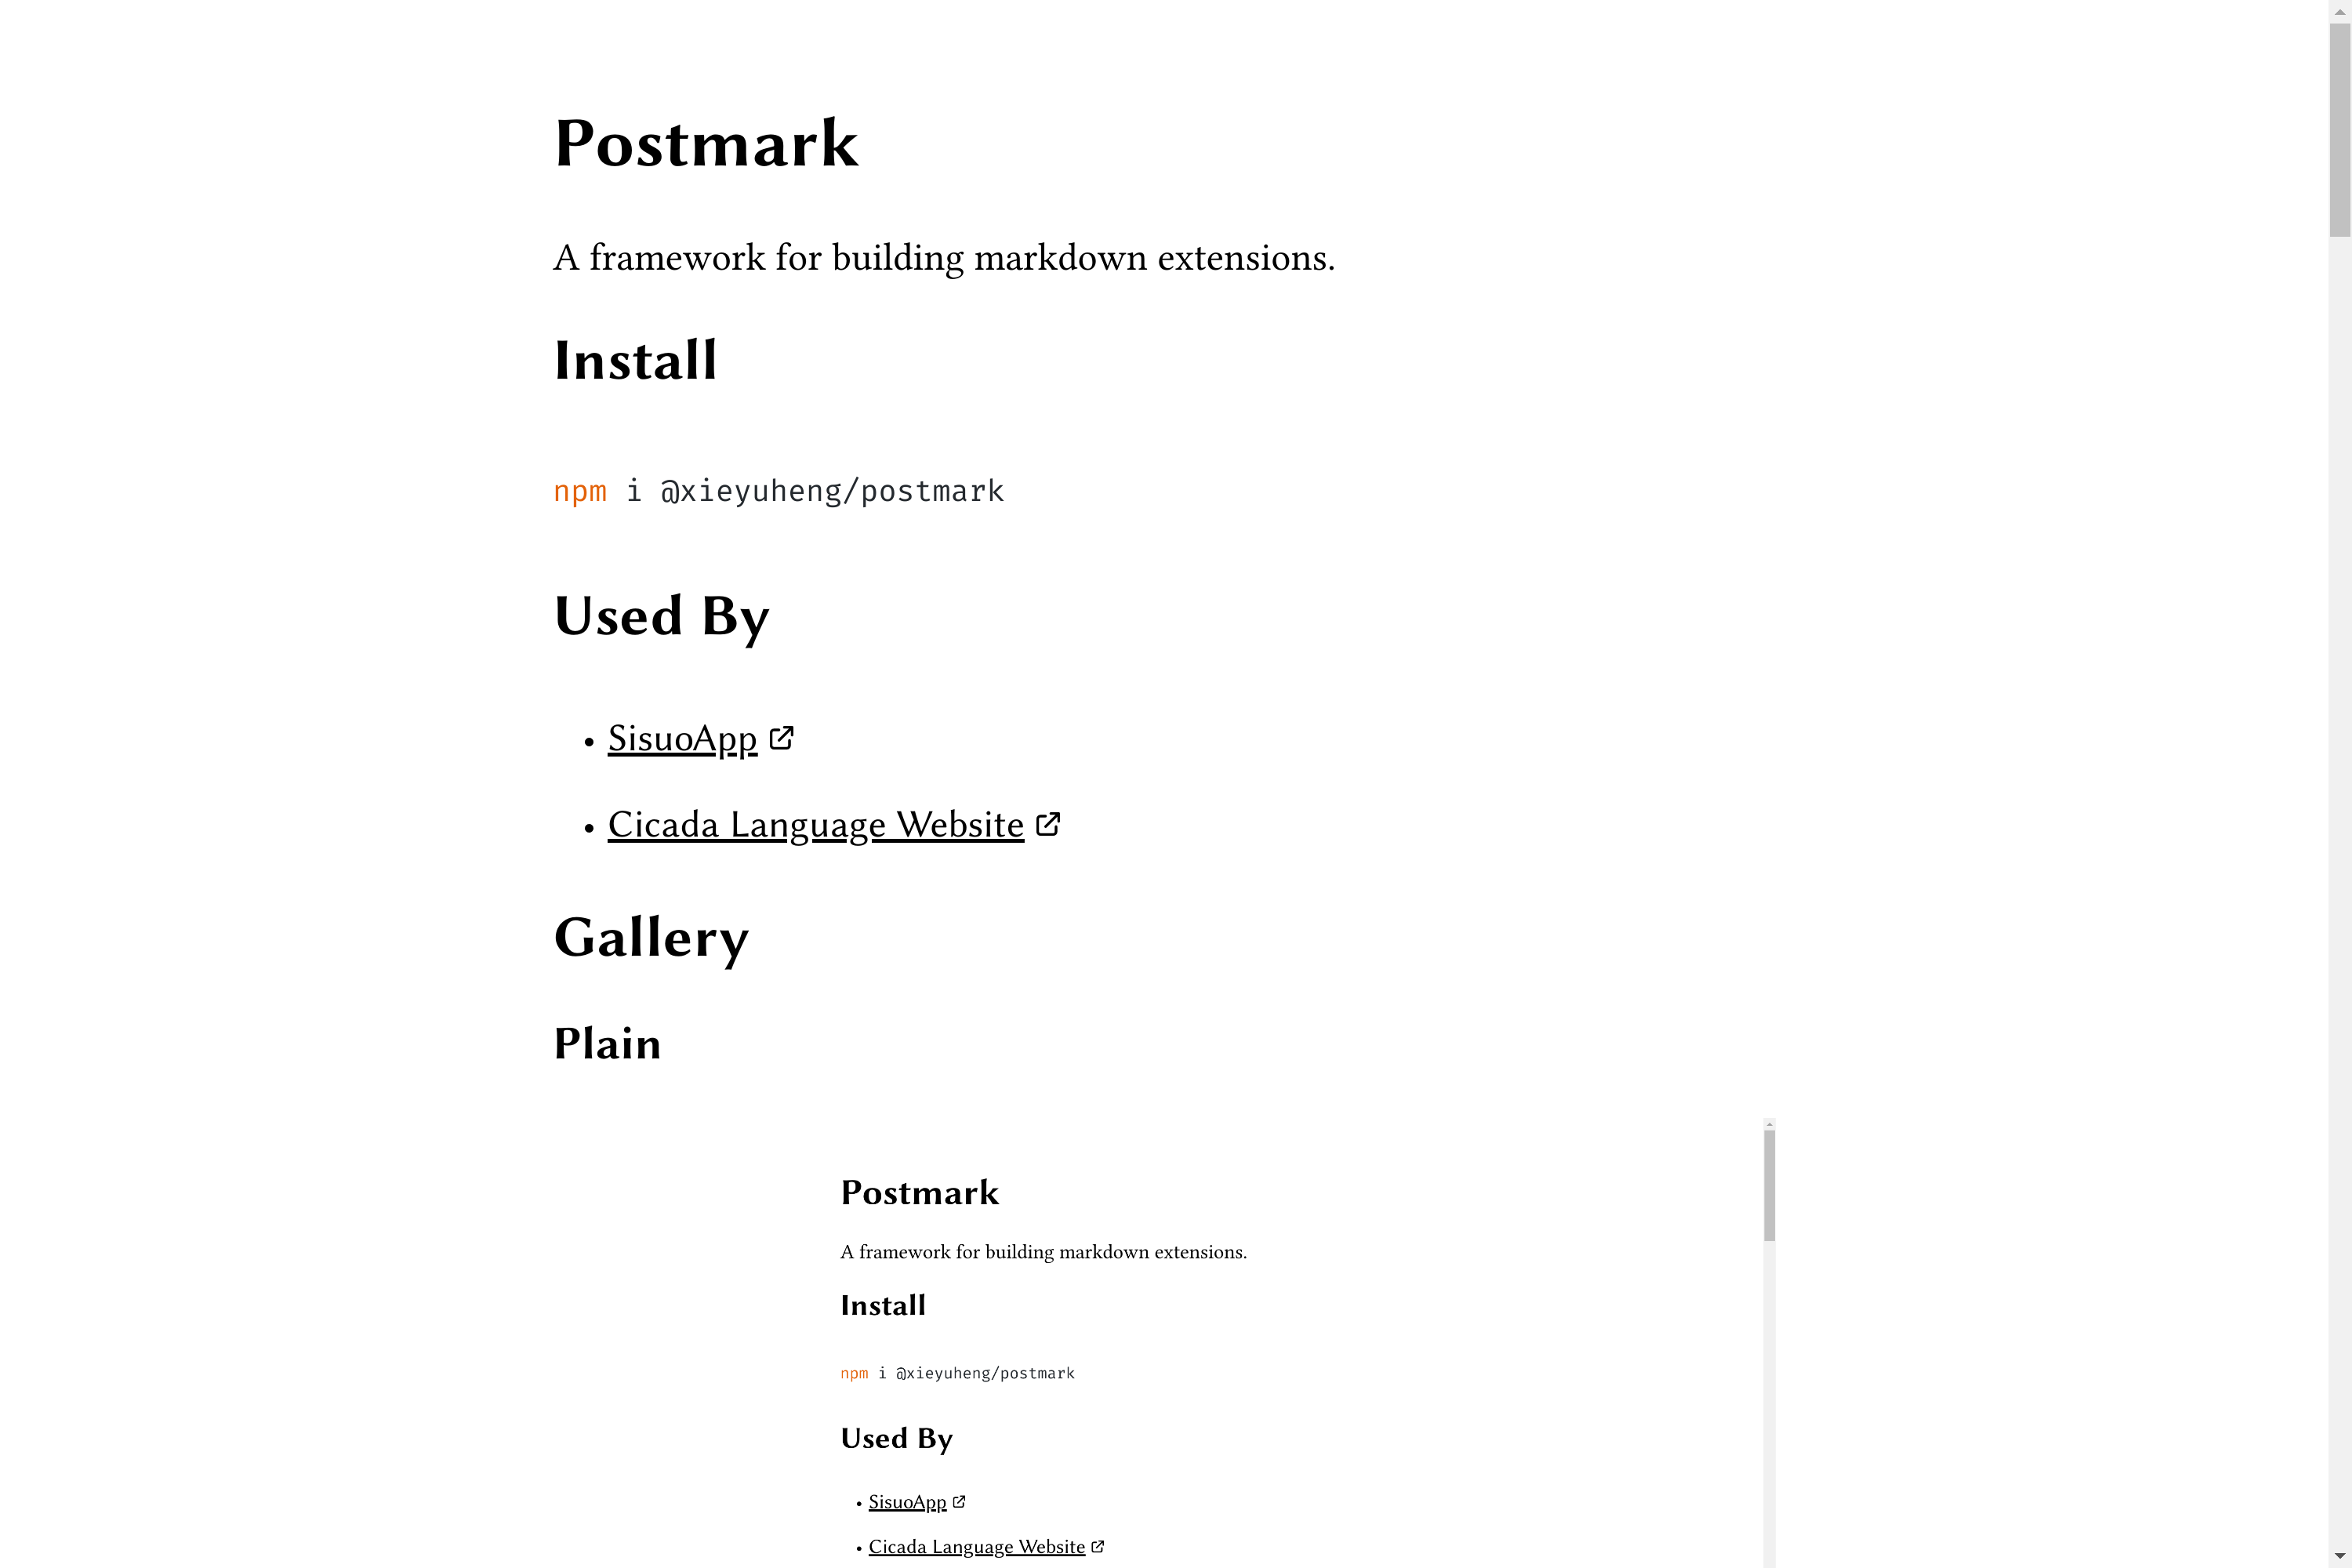 Postmark
A framework for building markdown extensions.
Install
npm i @xieyuheng/postmark
Used By
• SisuoApp
• Cicada Language Website
Gallery
Plain
Postmark
A framework for building markdown extensions.
Install
npm i @xieyuheng/postmark
Used By
• SisuoApp
• Cicada Language Website